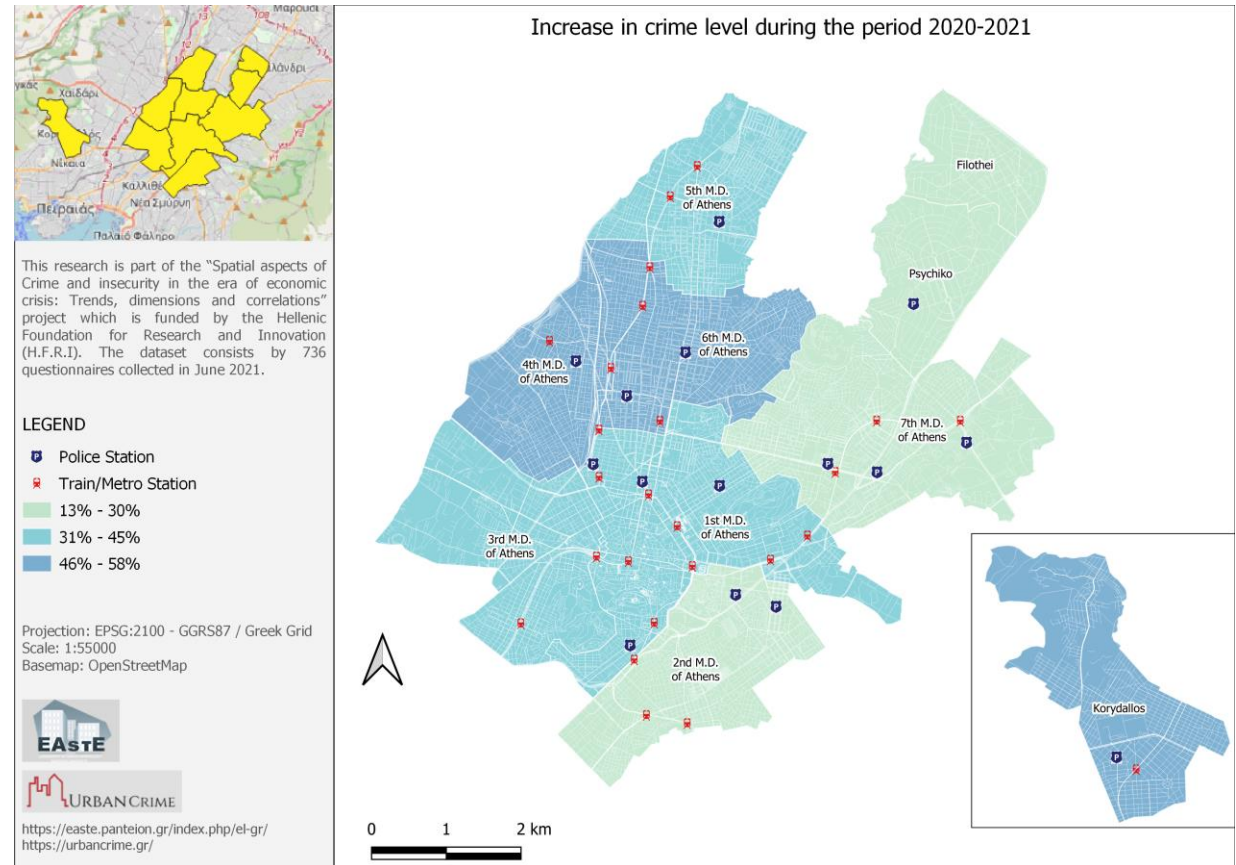 Μαρούσι
λάνδρι
γκάς
Χαϊδάρι
Νίκαια
Καλλιθέ
Πειραιάς
Νέα Σμύρνη
Παλαιό Φάληρο
This research is part of the “Spatial aspects of
Crime and insecurity in the era of economic
crisis: Trends, dimensions and correlations”
project which is funded by the Hellenic
Foundation for Research and Innovation
(H.F.R.I). The dataset consists by 736
questionnaires collected in June 2021.
LEGEND
P Police Station
Train/Metro Station
13% - 30%
31% - 45%
46% - 58%
Projection: EPSG:2100 - GGRS87 / Greek Grid
Scale: 1:55000
Basemap: OpenStreetMap
EASTE
URBANCRIME
https://easte.panteion.gr/index.php/el-gr/
https://urbancrime.gr/
Increase in crime level during the period 2020-2021
Filothei
5th M.D.
of Athens
Psychiko
6th M.D.
of Athens
4th M.D.
of Athens
7th M.D.
of Athens
1st M.D.
of Athens
3rd M.D.
of Athens
2nd M.D.
of Athens
Korydallos
0 1 2 km